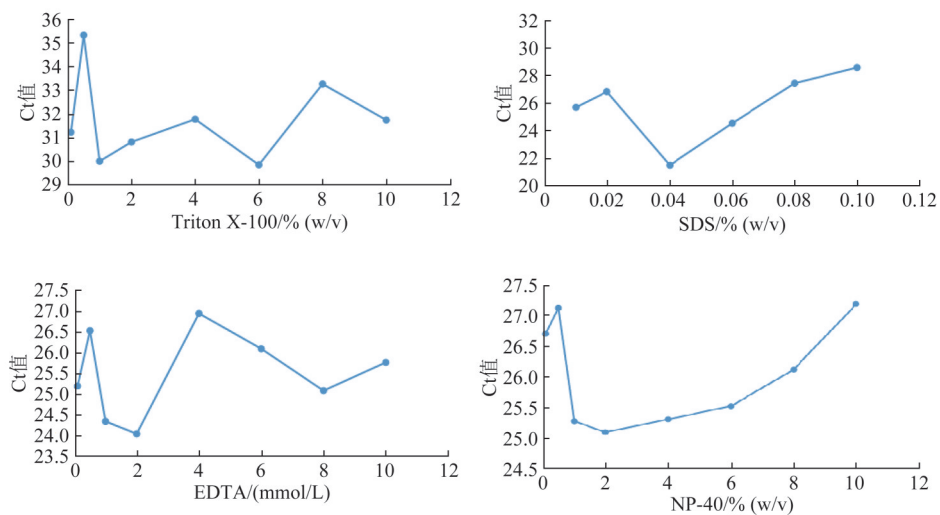 36
35
34
33
32
31
30
29
Ct值
0 2 4 6 8 10 12
Triton X-100/% (w/v)
32
30
28
26
24
22
20
Ct值
0.02 0.04 0.06 0.08 0.10 0.12
SDS/% (w/v)
27.5
27.0
26.5
26.0
25.5
25.0
24.5
24.0
23.5
Ct值
0 2 4 6 8 10 12
EDTA/(mmol/L)
27.5
27.0
26.5
26.0
25.5
25.0
24.5
Ct值
0 2 4 6 8 10 12
NP-40/% (w/v)